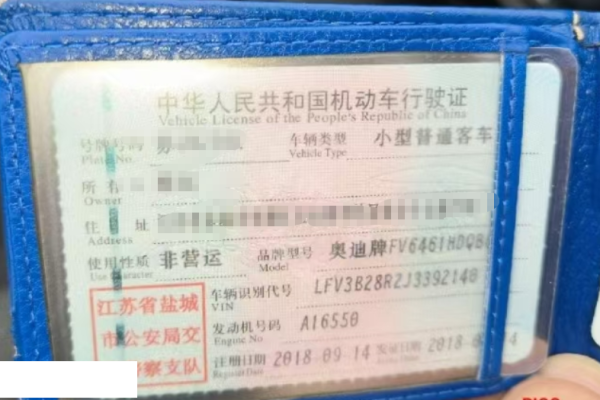 中华人民共和国机动车行驶证
Vehicle License of the People's Republic of China
号牌号码 车辆类型 小型普通客车
Plate No. Vehicle Type
所
Owner
住 址
Address
使用性质 非营运 品牌型号 奥迪牌FV6461HDQB
Use Character Model
江苏省盐城 车辆识别代号 LFV3B28R2J3392140
VIN
市公安局交 发动机号码 A16550
Engine No
警察支队 注册日期 2018-09-14 发证日期 2018 14